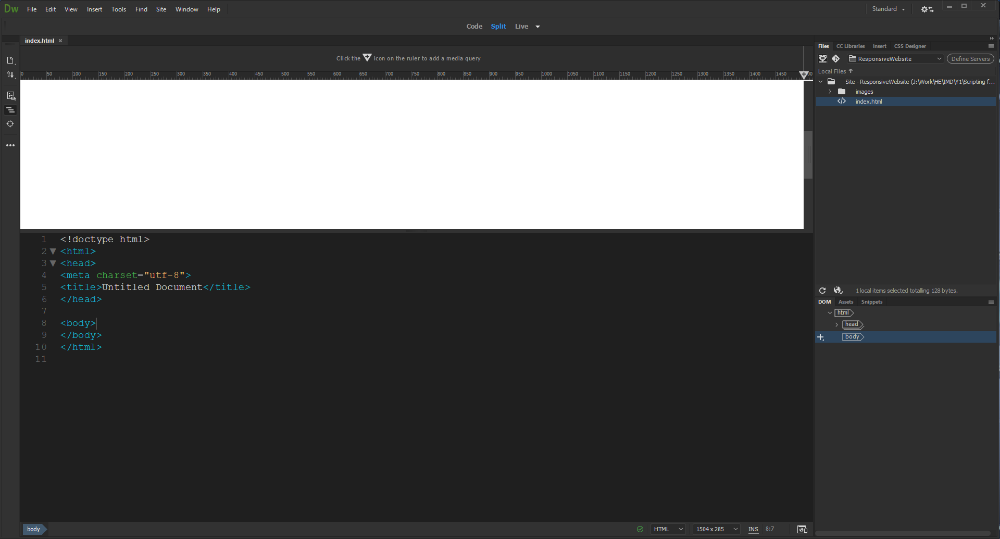 Dw File Edit View Insert Tools Find Site Window Help Standard
Code Split Live
index.html
Click the icon on the ruler to add a media query
0 50 100 150 200 250 300 350 400 450 500 550 600 650 700 750 800 850 900 950 1000 1050 1100 1150 1200 1250 1300 1350 1400 1450
1 <!doctype html>
2 <html>
3 <head>
4 <meta charset="utf-8">
5 <title>Untitled Document</title>
6 </head>
7
8 <body>
9 </body>
10 </html>
11
body
HTML 1504 x 285 INS 8:7
Files CC Libraries Insert CSS Designer
ResponsiveWebsite Define Servers
Local Files
Site - ResponsiveWebsite (J:\Work\HE\IMD\Y1\Scripting f...
images
index.html
1 local items selected totalling 128 bytes.
DOM Assets Snippets
html
head
body